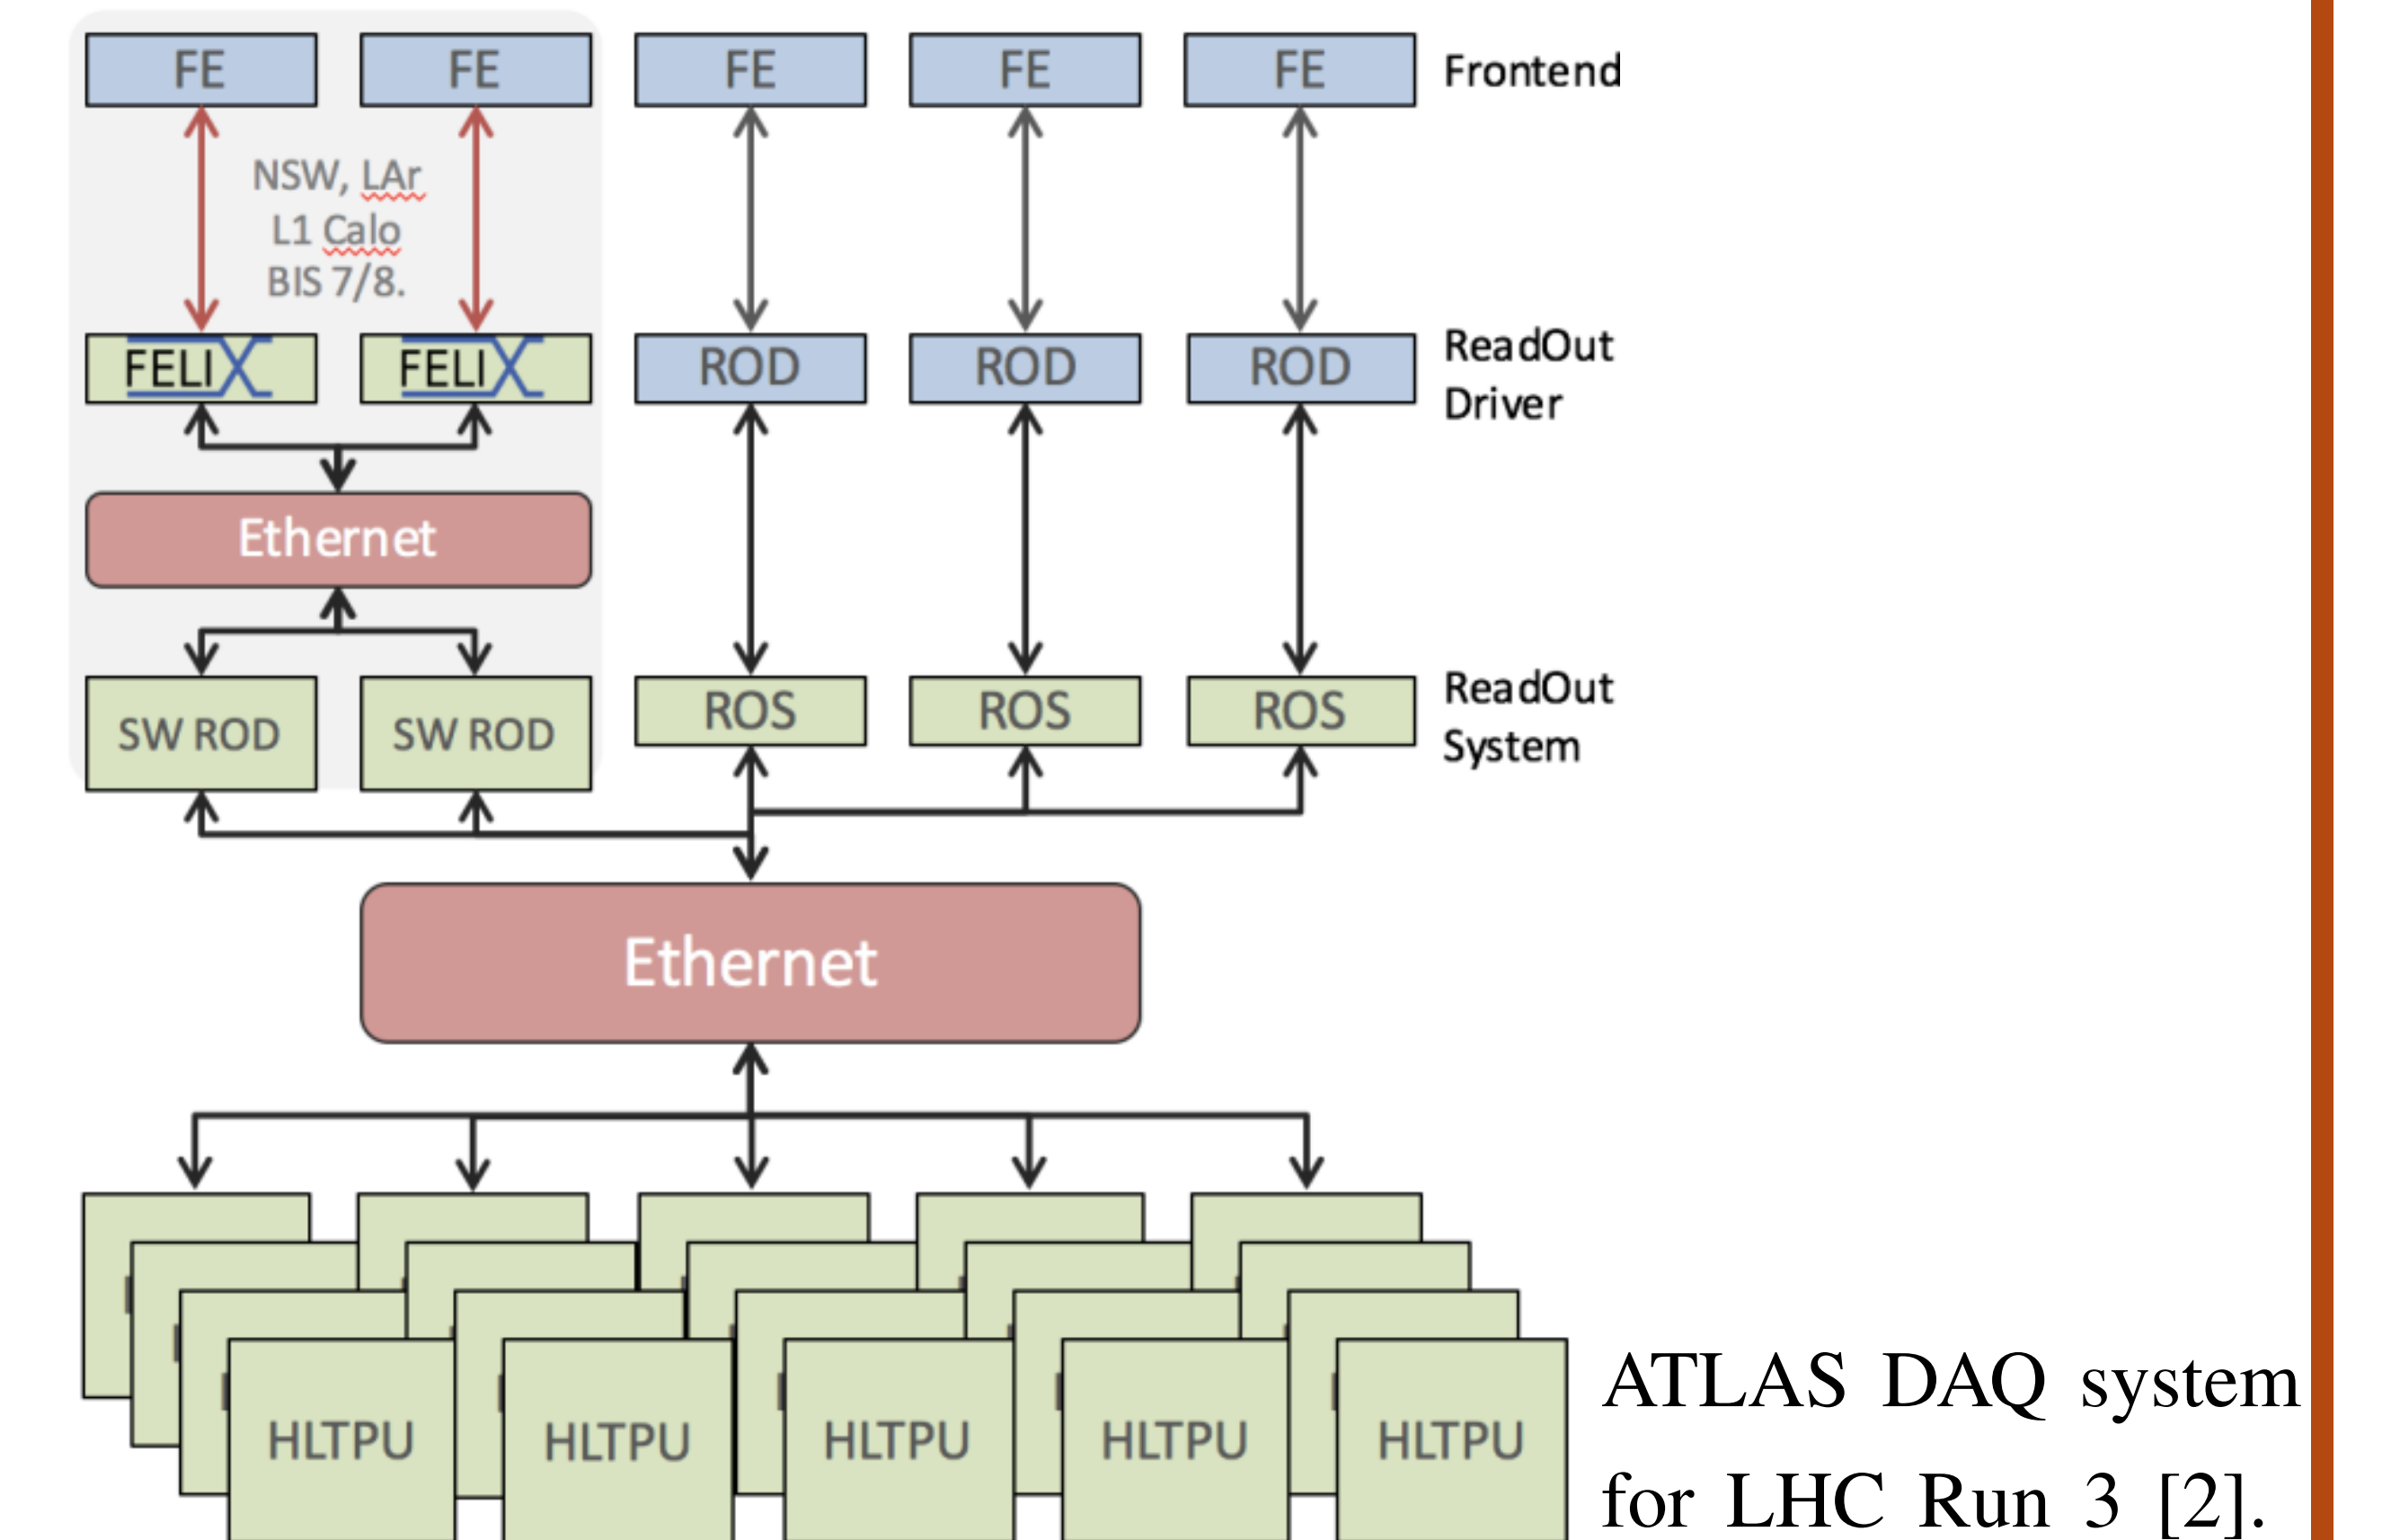 FE FE FE FE FE Frontend
NSW, LAr
L1 Calo
BIS 7/8.
FELIX FELIX ROD ROD ROD ReadOut
Driver
Ethernet
SW ROD SW ROD ROS ROS ROS ReadOut
System
Ethernet
HLTPU HLTPU HLTPU HLTPU HLTPU
ATLAS DAQ system
for LHC Run 3 [2].